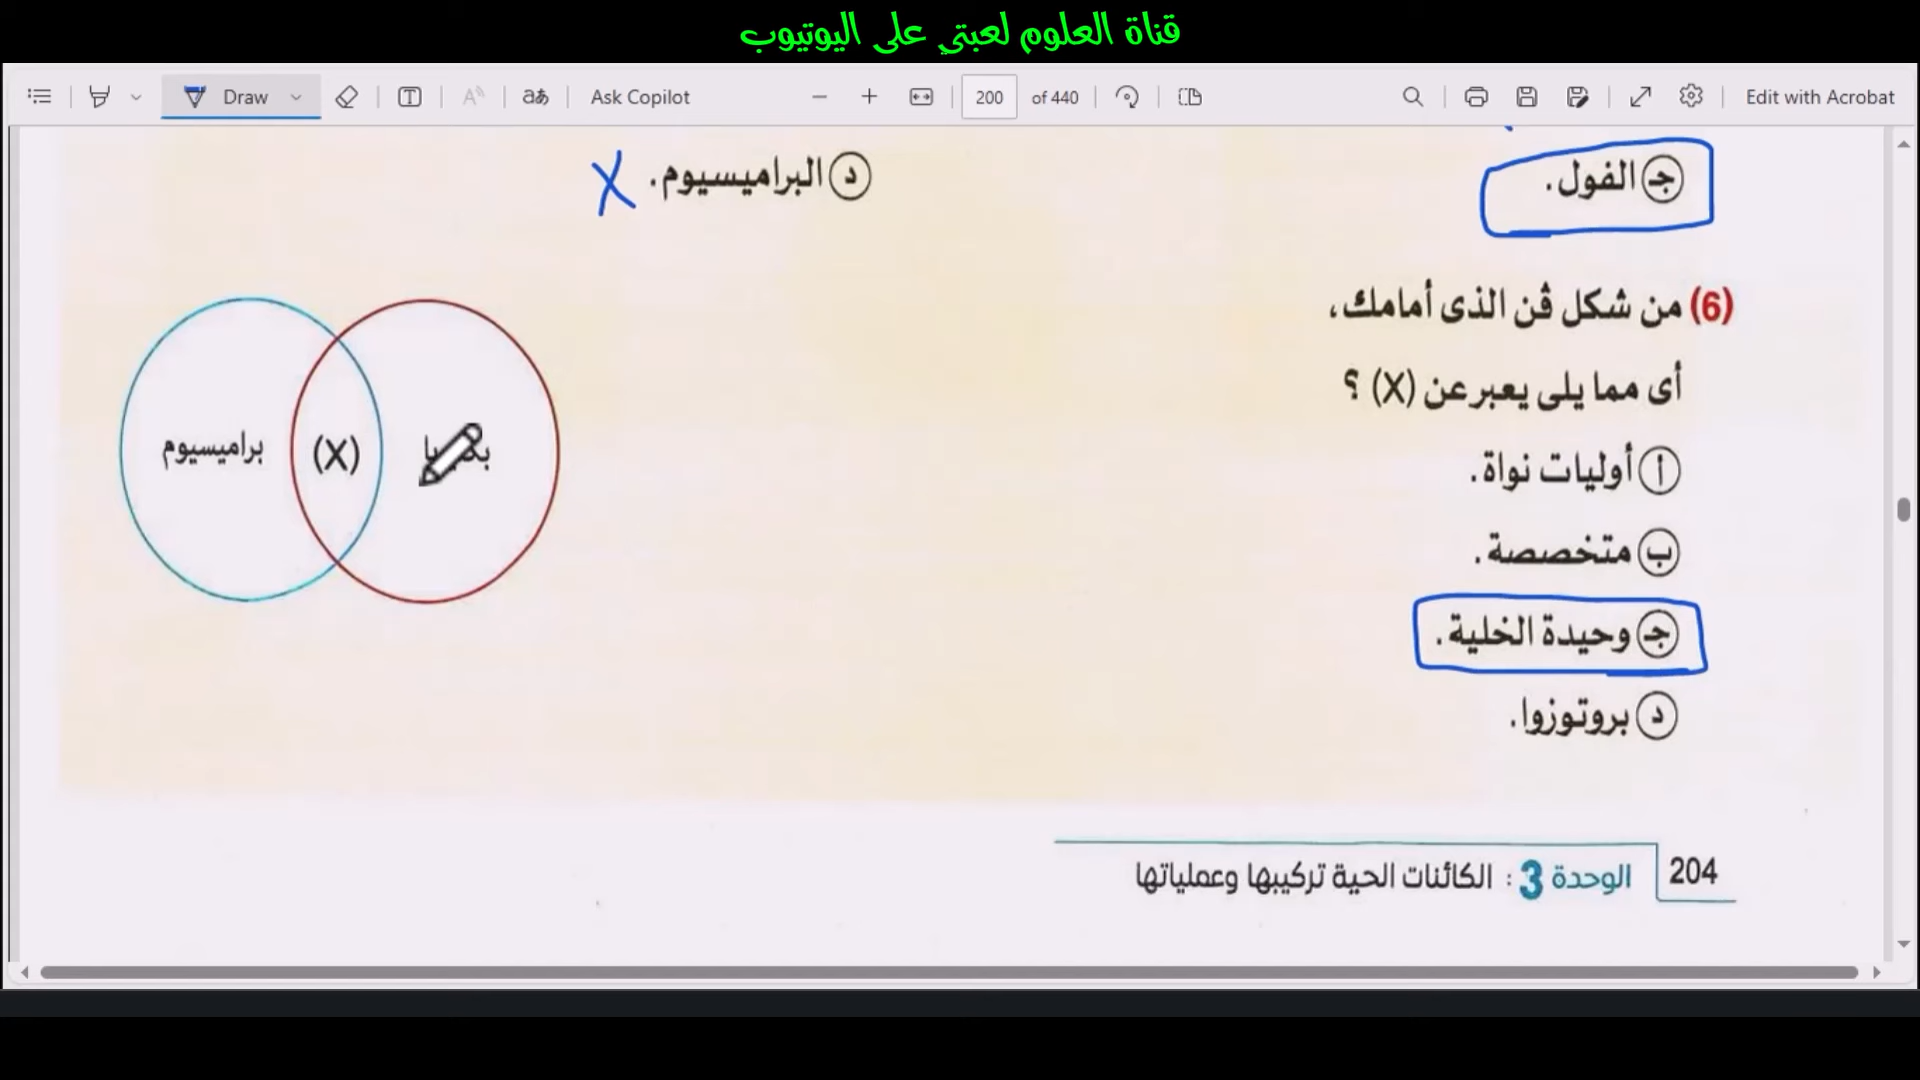 قناة العلوم لعبتي على اليوتيوب
Draw
Ask Copilot
200 of 440
Edit with Acrobat
ج الفول.
د البراميسيوم. X
(6) من شكل ڤن الذى أمامك،
أى مما يلى يعبر عن (X) ؟
أ أوليات نواة.
ب متخصصة.
ج وحيدة الخلية.
د بروتوزوا.
براميسيوم
(X)
204
الوحدة 3 : الكائنات الحية تركيبها وعملياتها